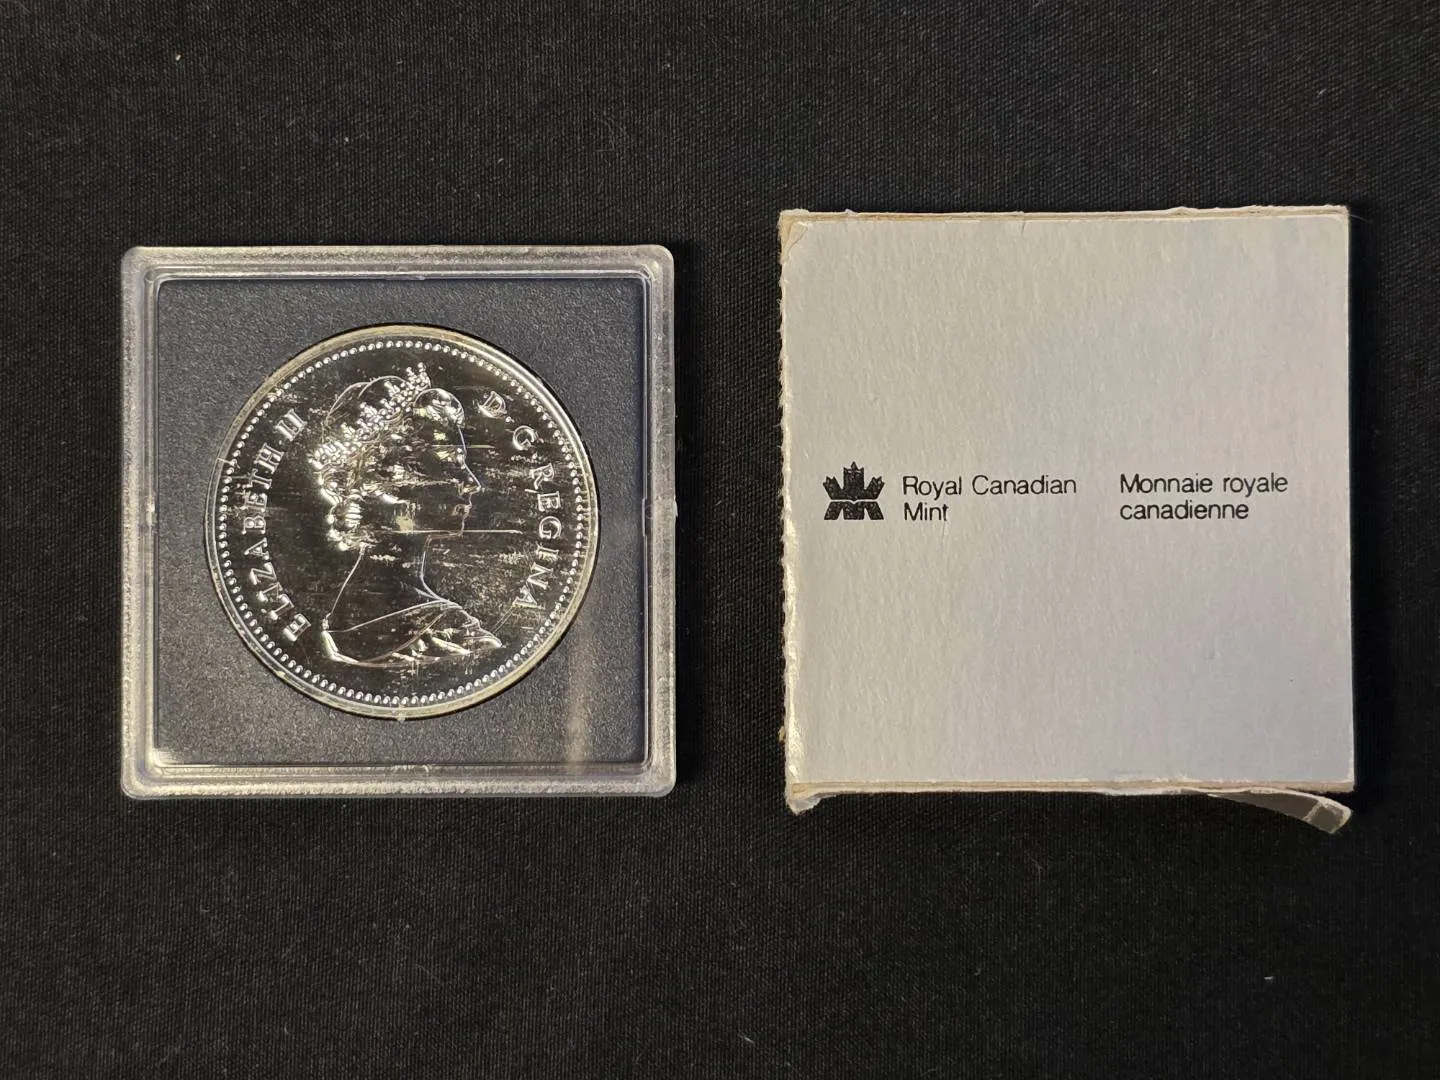 ELIZABETH II D·G·REGINA
Royal Canadian
Mint
Monnaie royale
canadienne